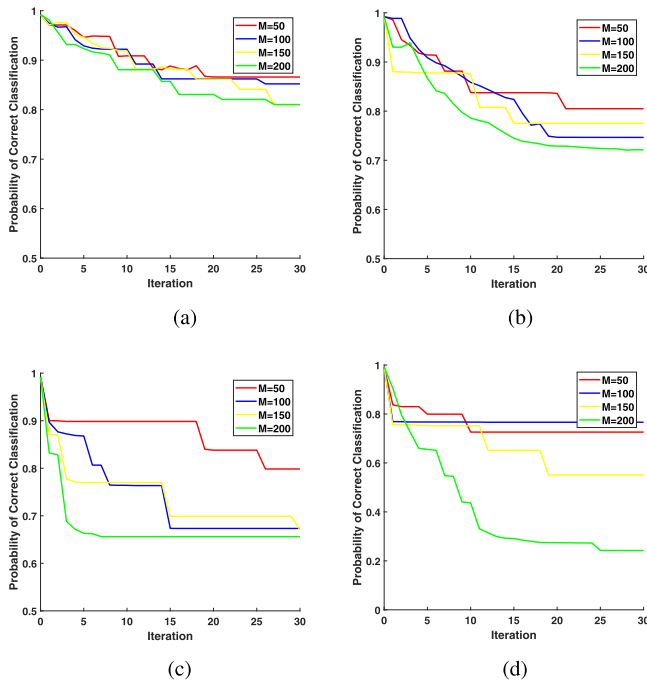 Probability of Correct Classification
1
0.9
0.8
0.7
0.6
0.5
0 5 10 15 20 25 30
Iteration
M=50
M=100
M=150
M=200
(a)
Probability of Correct Classification
1
0.9
0.8
0.7
0.6
0.5
0 5 10 15 20 25 30
Iteration
M=50
M=100
M=150
M=200
(b)
Probability of Correct Classification
1
0.9
0.8
0.7
0.6
0.5
0 5 10 15 20 25 30
Iteration
M=50
M=100
M=150
M=200
(c)
Probability of Correct Classification
1
0.8
0.6
0.4
0.2
0
0 5 10 15 20 25 30
Iteration
M=50
M=100
M=150
M=200
(d)